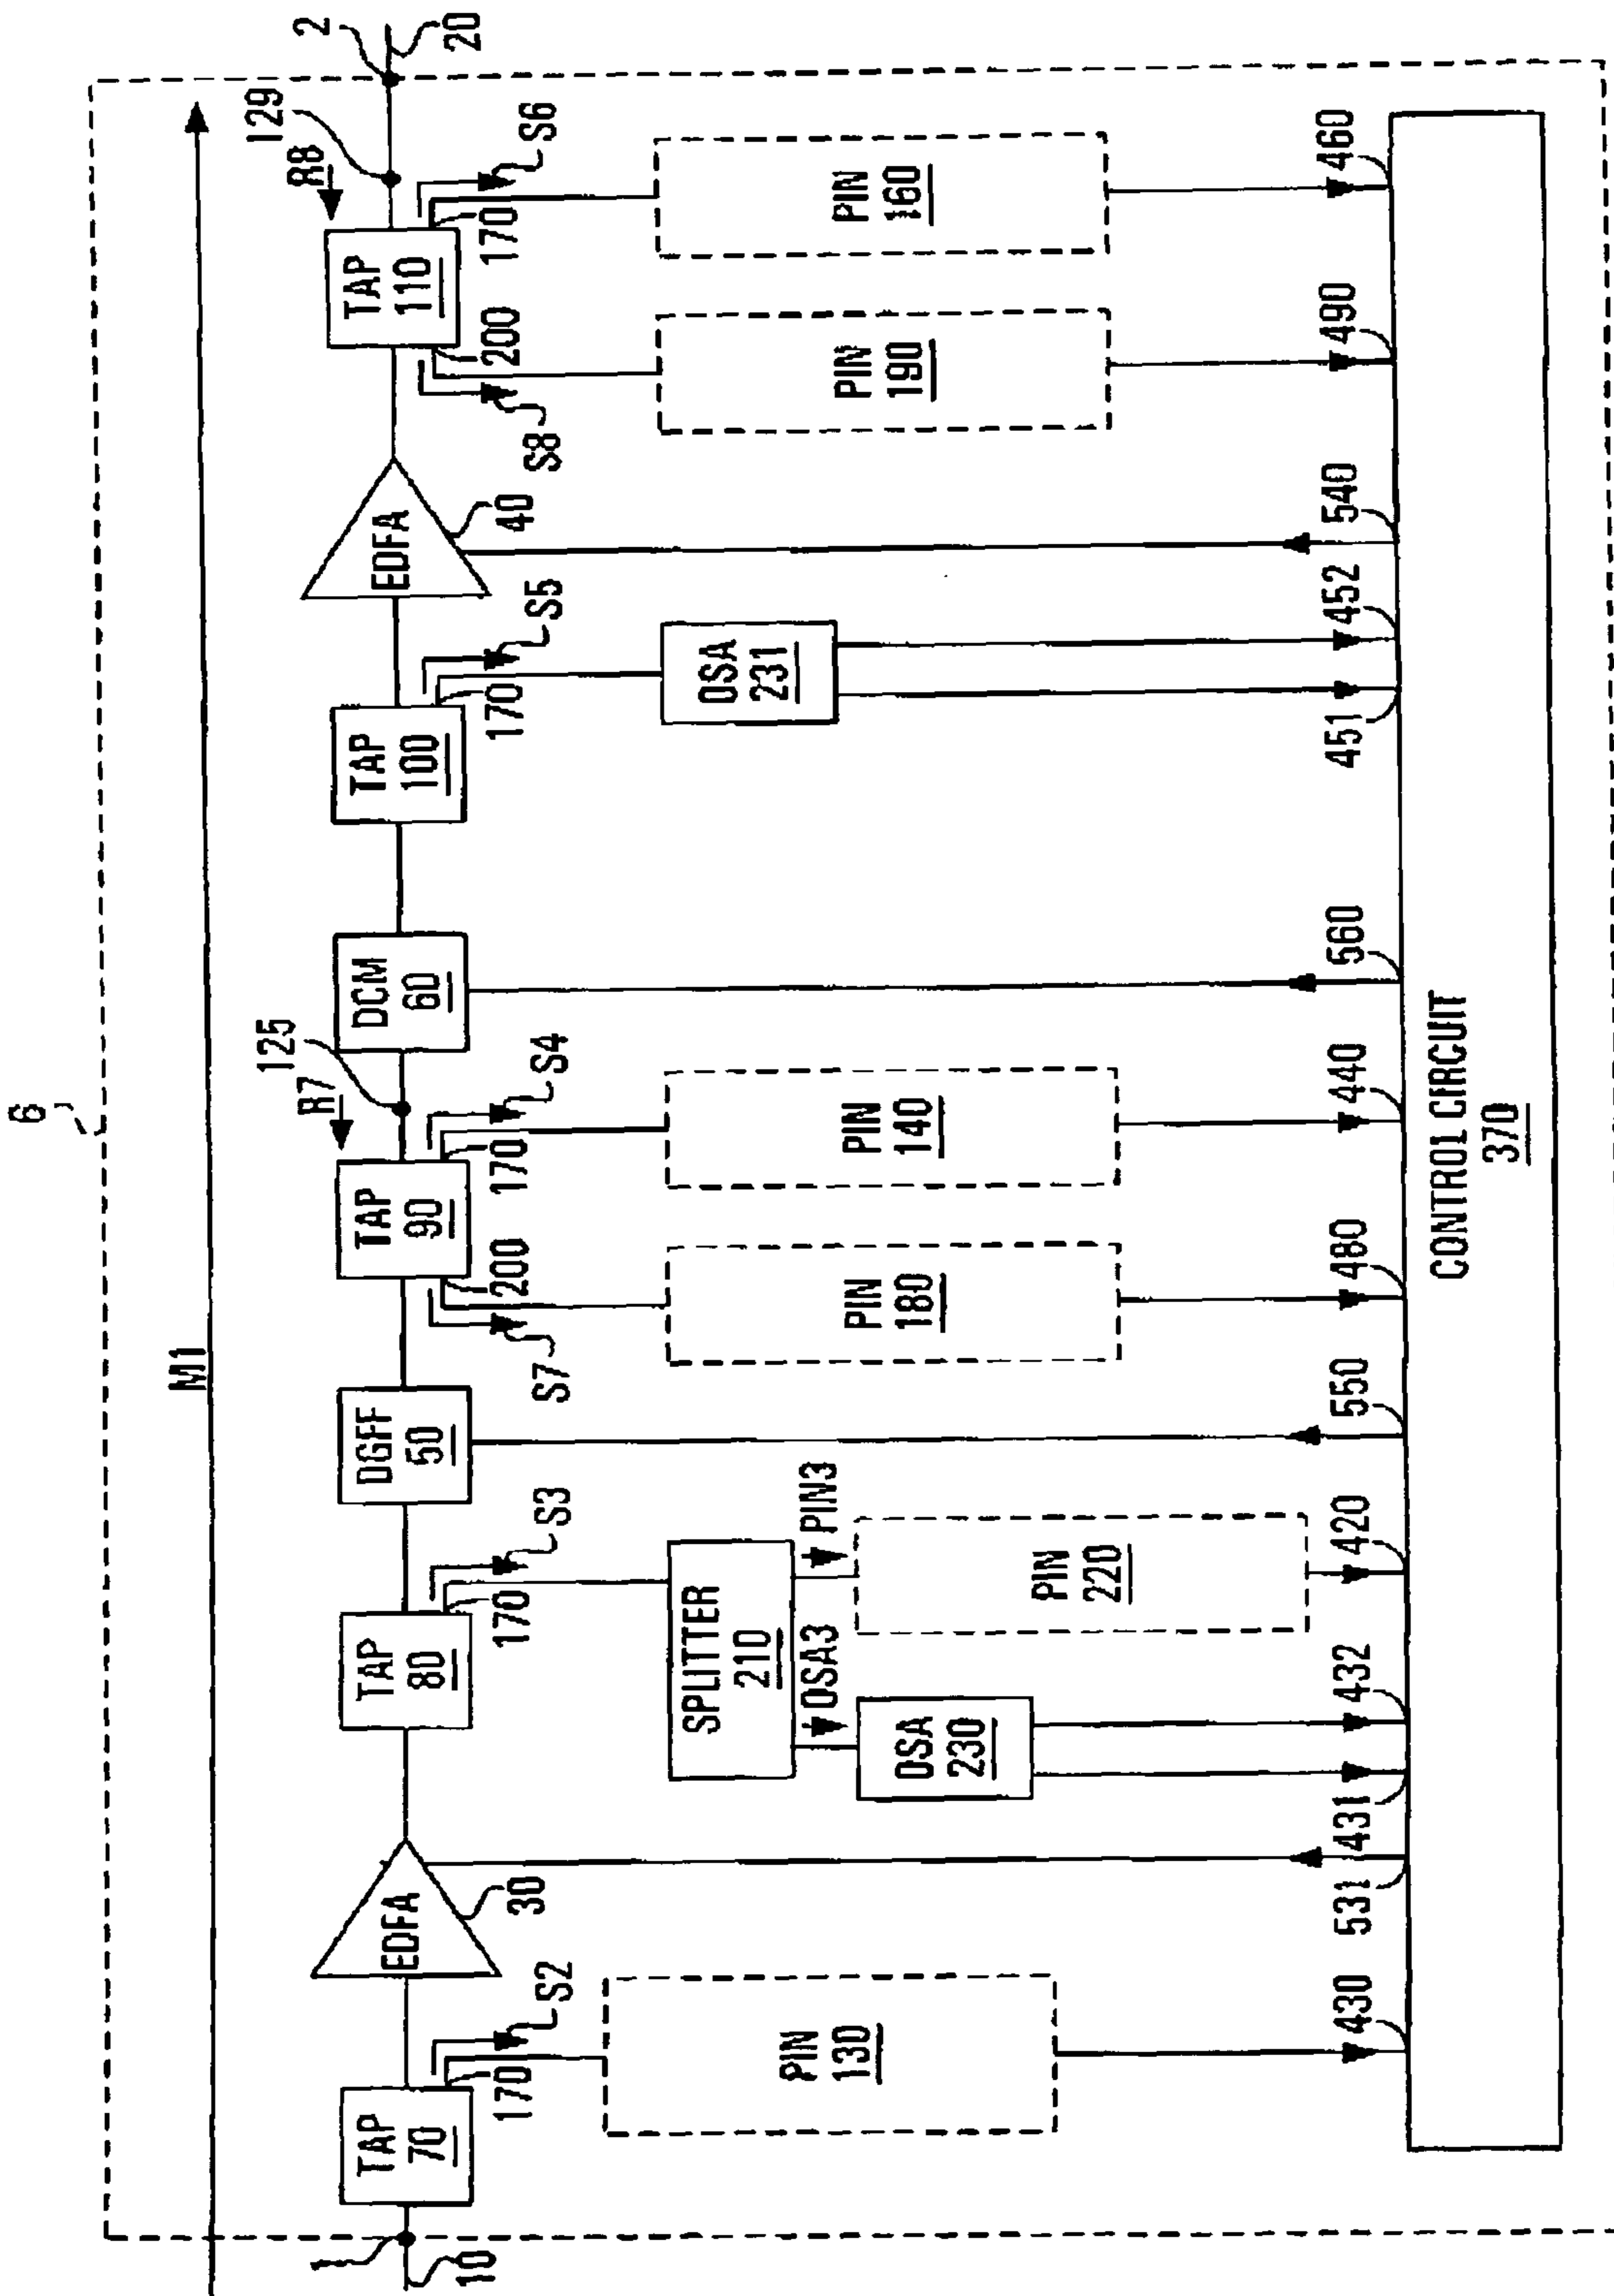 6
M1
1
10
TAP
70
170
S2
EDFA
30
TAP
80
170
S3
DGFF
50
TAP
90
200
S7
170
S4
R7
125
DCM
60
TAP
100
170
S5
EDFA
40
TAP
110
200
S8
170
S6
R8
129
2
20
PIN
130
SPLITTER
210
OSA3
PIN3
OSA
230
PIN
220
PIN
180
PIN
140
OSA
231
PIN
190
PIN
160
430
531
431
432
420
550
480
440
560
451
452
540
490
460
CONTROL CIRCUIT
370